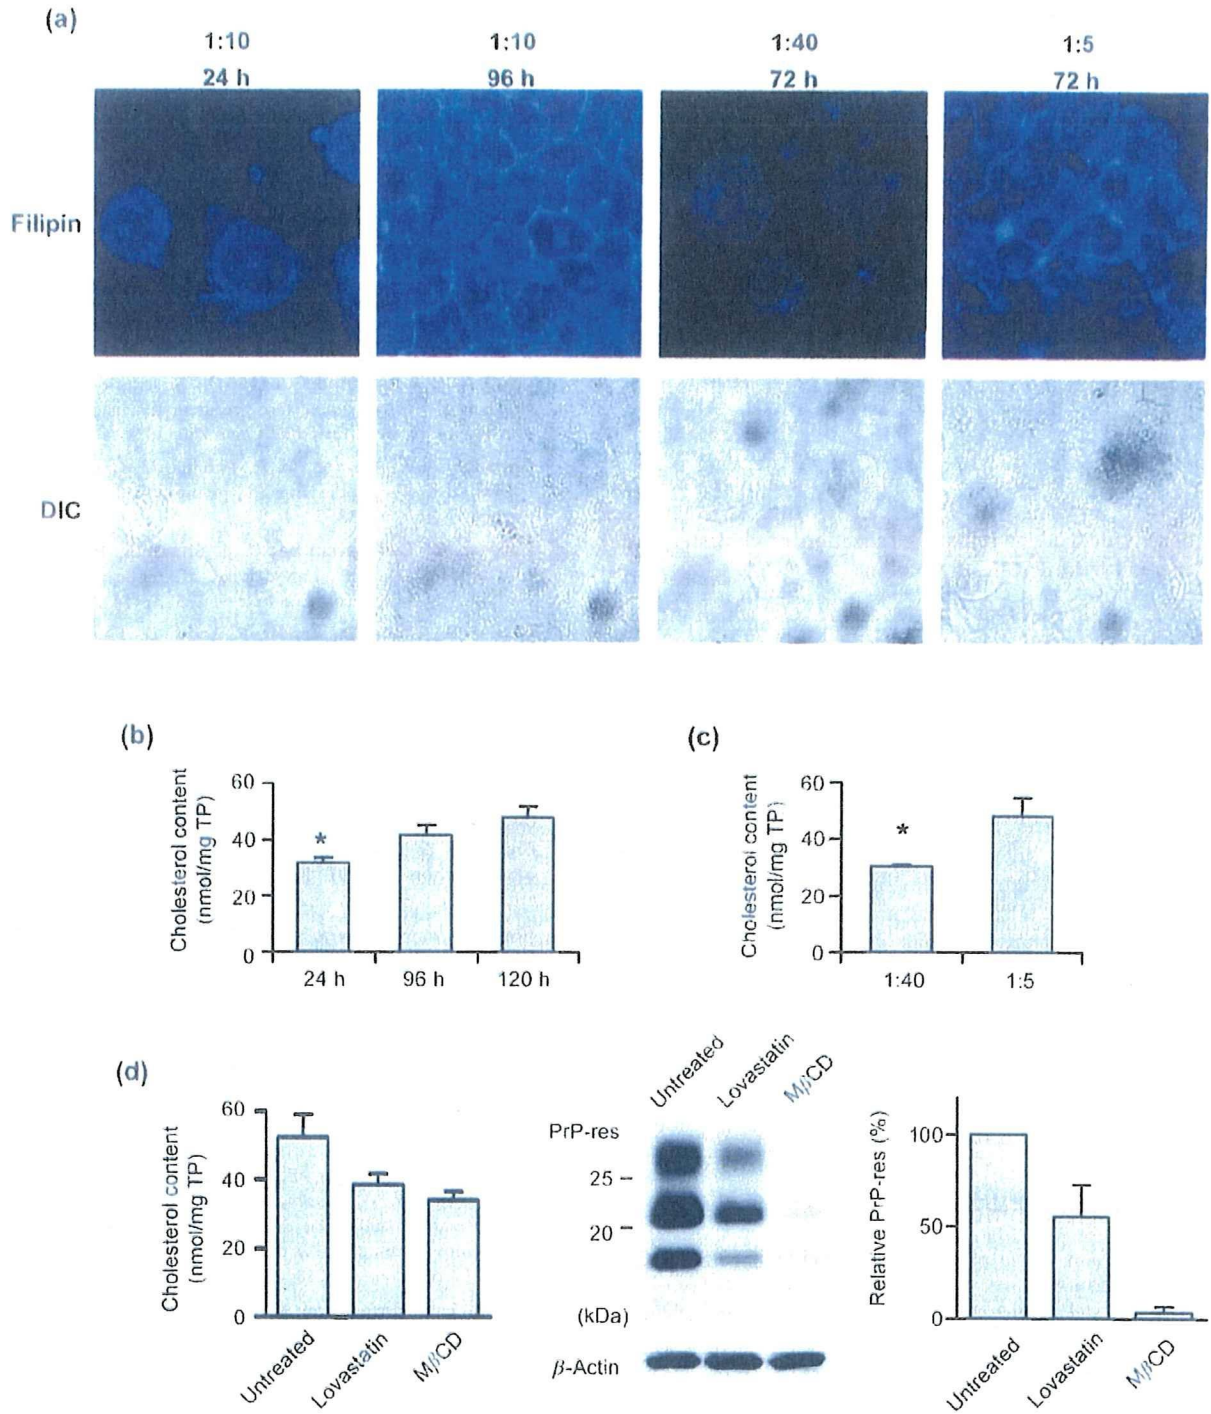 (a)
1:10 1:10 1:40 1:5
24 h 96 h 72 h 72 h
Filipin
DIC
(b)
Cholesterol content
(nmol/mg TP)
60
40
20
0
*
24 h 96 h 120 h
(c)
Cholesterol content
(nmol/mg TP)
60
40
20
0
*
1:40 1:5
(d)
Cholesterol content
(nmol/mg TP)
60
40
20
0
Untreated Lovastatin MβCD
Untreated Lovastatin MβCD
PrP-res
25
20
(kDa)
β-Actin
Relative PrP-res (%)
100
50
0
Untreated Lovastatin MβCD